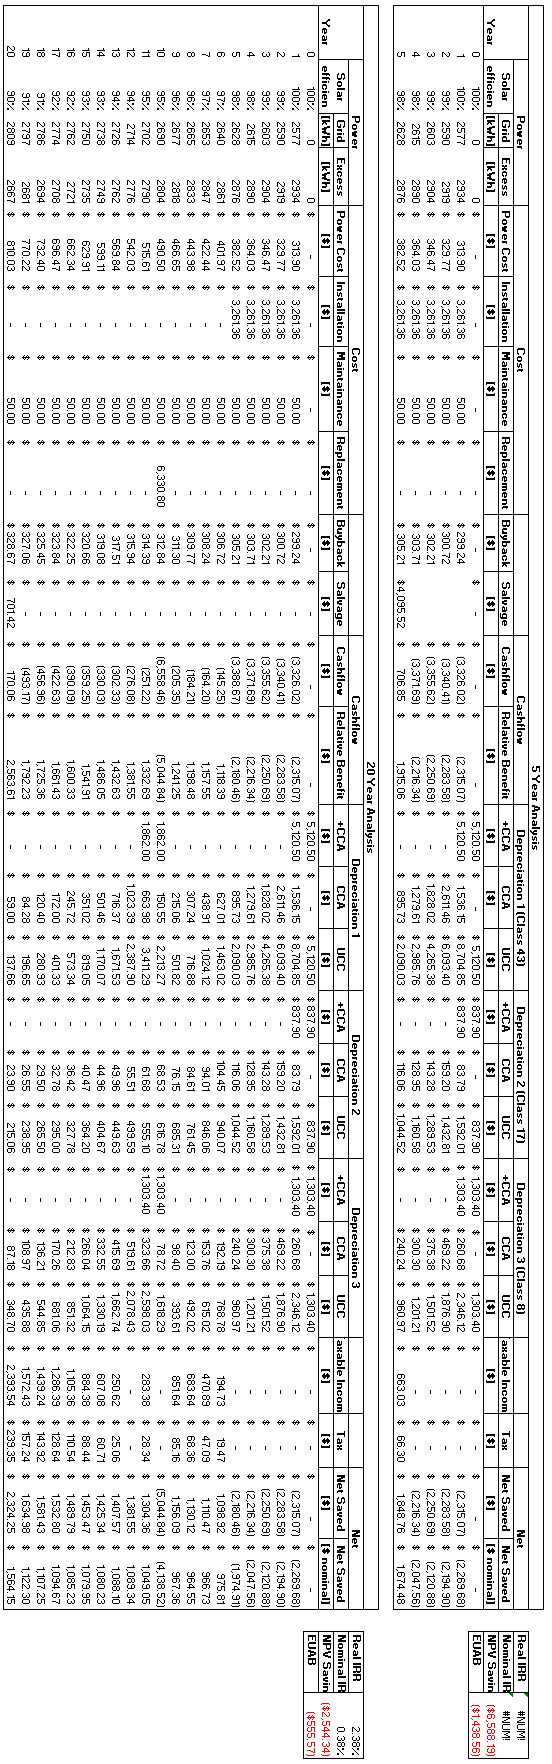 5 Year Analysis
Power Cost Cashflow Depreciation 1 (Class 43) Depreciation 2 (Class 17) Depreciation 3 (Class 8) Net
Year Solar Grid Excess Power Cost Installation Maintainance Replacement Buyback Salvage Cashflow Relative Benefit +CCA CCA UCC +CCA CCA UCC +CCA CCA UCC axable Incom Tax Net Saved Net Saved
efficien [kWh] [kWh] [$] [$] [$] [$] [$] [$] [$] [$] [$] [$] [$] [$] [$] [$] [$] [$] [$] [$] [$] [$] [$ nominal]
0 100% 0 0 $ - $ - $ - $ - $ - $ - $ - $ - $ 5,120.50 $ - $ 5,120.50 $ 837.90 $ - $ 837.90 $ 1,303.40 $ - $ 1,303.40 $ - $ - $ - $ -
1 100% 2577 2934 $ 313.90 $ 3,261.36 $ 50.00 $ - $ 299.24 $ - $ (3,326.02) $ (2,315.07) $ 5,120.50 $ 1,536.15 $ 8,704.85 $ 837.90 $ 83.79 $ 1,592.01 $ 1,303.40 $ 260.68 $ 2,346.12 $ - $ - $ (2,315.07) $ (2,269.68)
2 99% 2590 2919 $ 329.77 $ 3,261.36 $ 50.00 $ - $ 300.72 $ - $ (3,340.41) $ (2,283.58) $ - $ 2,611.46 $ 6,093.40 $ - $ 159.20 $ 1,432.81 $ - $ 469.22 $ 1,876.90 $ - $ - $ (2,283.58) $ (2,194.90)
3 99% 2603 2904 $ 346.47 $ 3,261.36 $ 50.00 $ - $ 302.21 $ - $ (3,355.62) $ (2,250.69) $ - $ 1,828.02 $ 4,265.38 $ - $ 143.28 $ 1,289.53 $ - $ 375.38 $ 1,501.52 $ - $ - $ (2,250.69) $ (2,120.88)
4 98% 2615 2890 $ 364.03 $ 3,261.36 $ 50.00 $ - $ 303.71 $ - $ (3,371.69) $ (2,216.34) $ - $ 1,279.61 $ 2,985.76 $ - $ 128.95 $ 1,160.58 $ - $ 300.30 $ 1,201.21 $ - $ - $ (2,216.34) $ (2,047.56)
5 98% 2628 2876 $ 382.52 $ 3,261.36 $ 50.00 $ - $ 305.21 $ 4,095.52 $ 706.85 $ 1,915.06 $ - $ 895.73 $ 2,090.03 $ - $ 116.06 $ 1,044.52 $ - $ 240.24 $ 960.97 $ 663.03 $ 66.30 $ 1,848.76 $ 1,674.48
Real IRR #NUM!
Nominal IR #NUM!
NPV Savin ($6,588.19)
EUAB ($1,438.56)
20 Year Analysis
Power Cost Cashflow Depreciation 1 Depreciation 2 Depreciation 3 Net
Year Solar Grid Excess Power Cost Installation Maintainance Replacement Buyback Salvage Cashflow Relative Benefit +CCA CCA UCC +CCA CCA UCC +CCA CCA UCC axable Incom Tax Net Saved Net Saved
efficien [kWh] [kWh] [$] [$] [$] [$] [$] [$] [$] [$] [$] [$] [$] [$] [$] [$] [$] [$] [$] [$] [$] [$] [$ nominal]
0 100% 0 0 $ - $ - $ - $ - $ - $ - $ - $ - $ 5,120.50 $ - $ 5,120.50 $ 837.90 $ - $ 837.90 $ 1,303.40 $ - $ 1,303.40 $ - $ - $ - $ -
1 100% 2577 2934 $ 313.90 $ 3,261.36 $ 50.00 $ - $ 299.24 $ - $ (3,326.02) $ (2,315.07) $ 5,120.50 $ 1,536.15 $ 8,704.85 $ 837.90 $ 83.79 $ 1,592.01 $ 1,303.40 $ 260.68 $ 2,346.12 $ - $ - $ (2,315.07) $ (2,269.68)
2 99% 2590 2919 $ 329.77 $ 3,261.36 $ 50.00 $ - $ 300.72 $ - $ (3,340.41) $ (2,283.58) $ - $ 2,611.46 $ 6,093.40 $ - $ 159.20 $ 1,432.81 $ - $ 469.22 $ 1,876.90 $ - $ - $ (2,283.58) $ (2,194.90)
3 99% 2603 2904 $ 346.47 $ 3,261.36 $ 50.00 $ - $ 302.21 $ - $ (3,355.62) $ (2,250.69) $ - $ 1,828.02 $ 4,265.38 $ - $ 143.28 $ 1,289.53 $ - $ 375.38 $ 1,501.52 $ - $ - $ (2,250.69) $ (2,120.88)
4 98% 2615 2890 $ 364.03 $ 3,261.36 $ 50.00 $ - $ 303.71 $ - $ (3,371.69) $ (2,216.34) $ - $ 1,279.61 $ 2,985.76 $ - $ 128.95 $ 1,160.58 $ - $ 300.30 $ 1,201.21 $ - $ - $ (2,216.34) $ (2,047.56)
5 98% 2628 2876 $ 382.52 $ 3,261.36 $ 50.00 $ - $ 305.21 $ - $ (3,388.67) $ (2,180.46) $ - $ 895.73 $ 2,090.03 $ - $ 116.06 $ 1,044.52 $ - $ 240.24 $ 960.97 $ - $ - $ (2,180.46) $ (1,974.91)
6 97% 2640 2861 $ 401.97 $ - $ 50.00 $ - $ 306.72 $ - $ (145.25) $ 1,118.39 $ - $ 627.01 $ 1,463.02 $ - $ 104.45 $ 940.07 $ - $ 192.19 $ 768.78 $ 194.73 $ 19.47 $ 1,098.92 $ 975.81
7 97% 2653 2847 $ 422.44 $ - $ 50.00 $ - $ 308.24 $ - $ (164.20) $ 1,157.55 $ - $ 438.91 $ 1,024.12 $ - $ 94.01 $ 846.06 $ - $ 153.76 $ 615.02 $ 470.89 $ 47.09 $ 1,110.47 $ 966.73
8 96% 2665 2833 $ 443.98 $ - $ 50.00 $ - $ 309.77 $ - $ (184.21) $ 1,198.48 $ - $ 307.24 $ 716.88 $ - $ 84.61 $ 761.45 $ - $ 123.00 $ 492.02 $ 683.64 $ 68.36 $ 1,130.12 $ 964.55
9 96% 2677 2818 $ 466.65 $ - $ 50.00 $ - $ 311.30 $ - $ (205.35) $ 1,241.25 $ - $ 215.06 $ 501.82 $ - $ 76.15 $ 685.31 $ - $ 98.40 $ 393.61 $ 851.64 $ 85.16 $ 1,156.09 $ 967.36
10 95% 2690 2804 $ 490.50 $ - $ 50.00 $ 6,330.80 $ 312.84 $ - $ (6,558.46) $ (5,044.84) $ 1,862.00 $ 150.55 $ 2,213.27 $ - $ 68.53 $ 616.78 $ 1,303.40 $ 78.72 $ 1,618.29 $ - $ - $ (5,044.84) $ (4,138.52)
11 95% 2702 2790 $ 515.61 $ - $ 50.00 $ - $ 314.39 $ - $ (251.22) $ 1,332.69 $ 1,862.00 $ 663.98 $ 3,411.29 $ - $ 61.68 $ 555.10 $ 1,303.40 $ 323.66 $ 2,598.03 $ 283.38 $ 28.34 $ 1,304.36 $ 1,049.05
12 94% 2714 2776 $ 542.03 $ - $ 50.00 $ - $ 315.94 $ - $ (276.08) $ 1,381.55 $ - $ 1,023.39 $ 2,387.90 $ - $ 55.51 $ 499.59 $ - $ 519.61 $ 2,078.43 $ - $ - $ 1,381.55 $ 1,089.34
13 94% 2726 2762 $ 569.84 $ - $ 50.00 $ - $ 317.51 $ - $ (302.33) $ 1,432.63 $ - $ 716.37 $ 1,671.53 $ - $ 49.96 $ 449.63 $ - $ 415.69 $ 1,662.74 $ 250.62 $ 25.06 $ 1,407.57 $ 1,088.10
14 93% 2738 2749 $ 599.11 $ - $ 50.00 $ - $ 319.08 $ - $ (330.03) $ 1,486.05 $ - $ 501.46 $ 1,170.07 $ - $ 44.96 $ 404.67 $ - $ 332.55 $ 1,330.19 $ 607.08 $ 60.71 $ 1,425.34 $ 1,080.23
15 93% 2750 2735 $ 629.91 $ - $ 50.00 $ - $ 320.66 $ - $ (359.25) $ 1,541.91 $ - $ 351.02 $ 819.05 $ - $ 40.47 $ 364.20 $ - $ 266.04 $ 1,064.15 $ 884.38 $ 88.44 $ 1,453.47 $ 1,079.95
16 92% 2762 2721 $ 662.34 $ - $ 50.00 $ - $ 322.25 $ - $ (390.09) $ 1,600.33 $ - $ 245.72 $ 573.34 $ - $ 36.42 $ 327.78 $ - $ 212.83 $ 851.32 $ 1,105.36 $ 110.54 $ 1,489.79 $ 1,085.23
17 92% 2774 2708 $ 696.47 $ - $ 50.00 $ - $ 323.84 $ - $ (422.63) $ 1,661.43 $ - $ 172.00 $ 401.33 $ - $ 32.78 $ 295.00 $ - $ 170.26 $ 681.06 $ 1,286.39 $ 128.64 $ 1,532.80 $ 1,094.67
18 91% 2786 2694 $ 732.40 $ - $ 50.00 $ - $ 325.45 $ - $ (456.96) $ 1,725.36 $ - $ 120.40 $ 280.93 $ - $ 29.50 $ 265.50 $ - $ 136.21 $ 544.85 $ 1,439.24 $ 143.92 $ 1,581.43 $ 1,107.25
19 91% 2797 2681 $ 770.22 $ - $ 50.00 $ - $ 327.06 $ - $ (493.17) $ 1,792.23 $ - $ 84.28 $ 196.65 $ - $ 26.55 $ 238.95 $ - $ 108.97 $ 435.88 $ 1,572.43 $ 157.24 $ 1,634.98 $ 1,122.30
20 90% 2809 2667 $ 810.03 $ - $ 50.00 $ - $ 328.67 $ 701.42 $ 170.06 $ 2,563.61 $ - $ 59.00 $ 137.66 $ - $ 23.90 $ 215.06 $ - $ 87.18 $ 348.70 $ 2,393.54 $ 239.35 $ 2,324.25 $ 1,564.15
Real IRR 2.38%
Nominal IR 0.38%
NPV Savin ($2,544.34)
EUAB ($555.57)